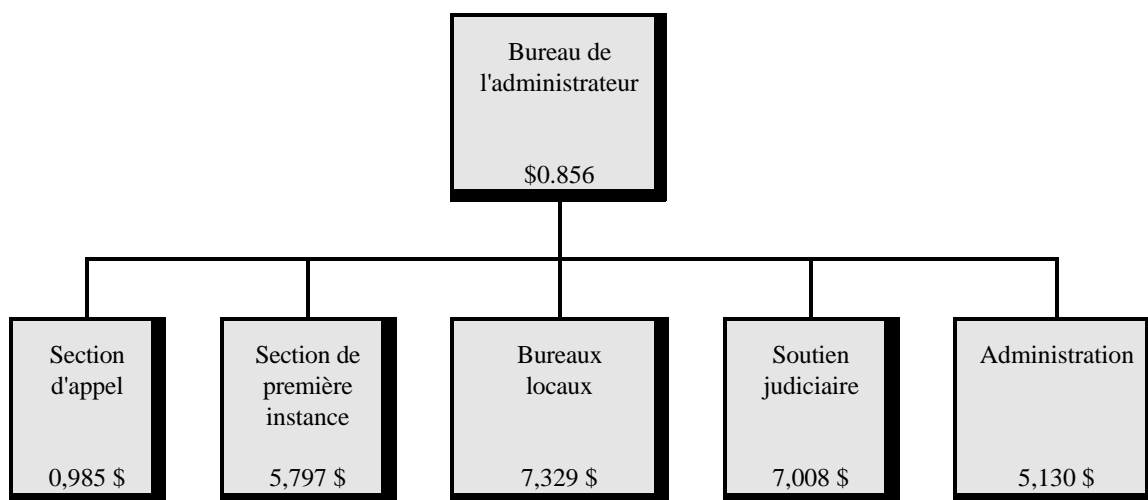 Bureau de
l'administrateur
$0.856
Section
d'appel
0,985 $
Section de
première
instance
5,797 $
Bureaux
locaux
7,329 $
Soutien
judiciaire
7,008 $
Administration
5,130 $